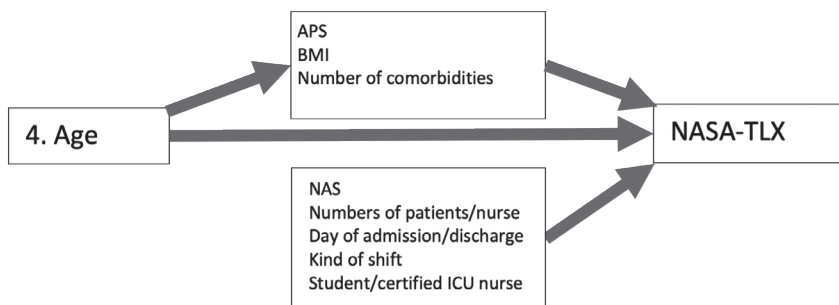 APS
BMI
Number of comorbidities
4. Age
NASA-TLX
NAS
Numbers of patients/nurse
Day of admission/discharge
Kind of shift
Student/certified ICU nurse